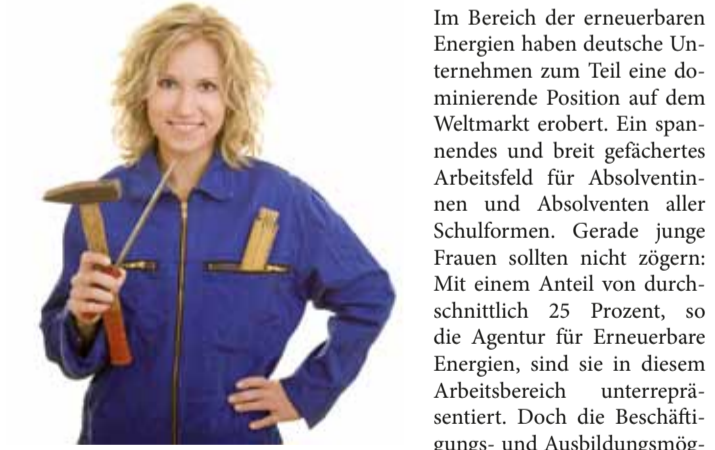 Im Bereich der erneuerbaren
Energien haben deutsche Un-
ternehmen zum Teil eine do-
minierende Position auf dem
Weltmarkt erobert. Ein span-
nendes und breit gefächertes
Arbeitsfeld für Absolventin-
nen und Absolventen aller
Schulformen. Gerade junge
Frauen sollten nicht zögern:
Mit einem Anteil von durch-
schnittlich 25 Prozent, so
die Agentur für Erneuerbare
Energien, sind sie in diesem
Arbeitsbereich unterreprä-
sentiert. Doch die Beschäfti-
gungs- und Ausbildungsmög-